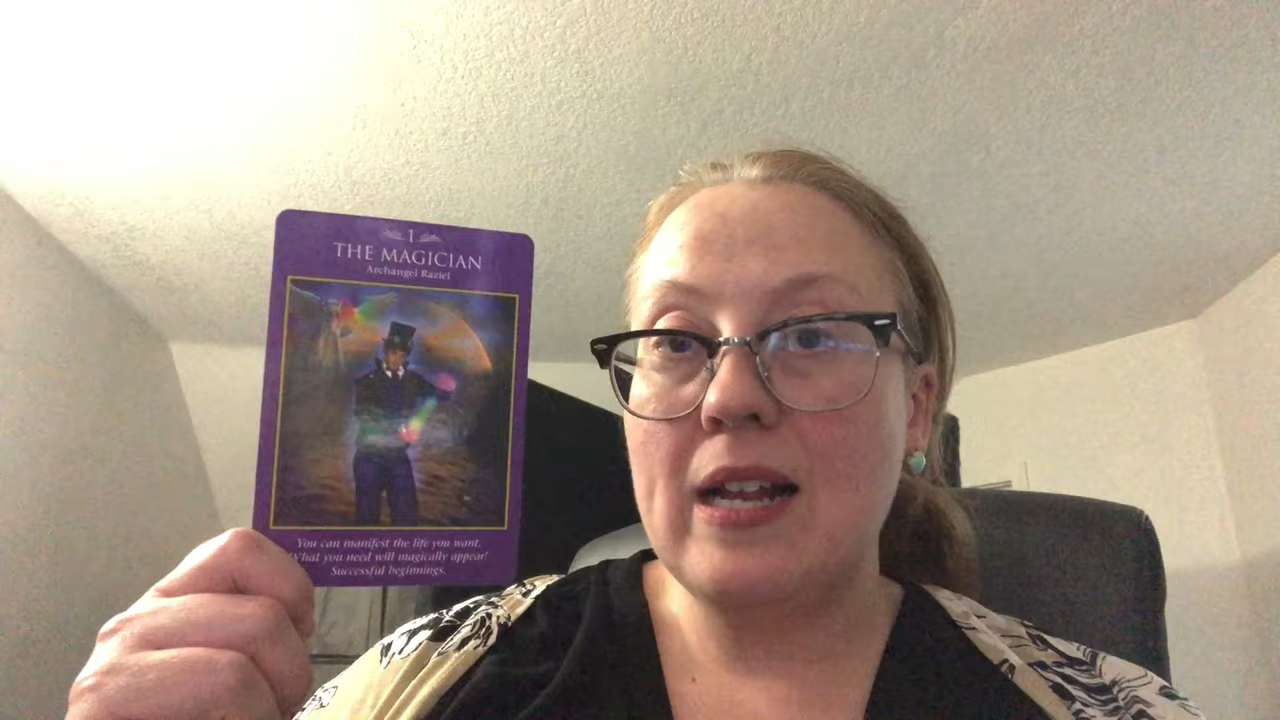 1
THE MAGICIAN
Archangel Raziel
You can manifest the life you want.
What you need will magically appear!
Successful beginnings.